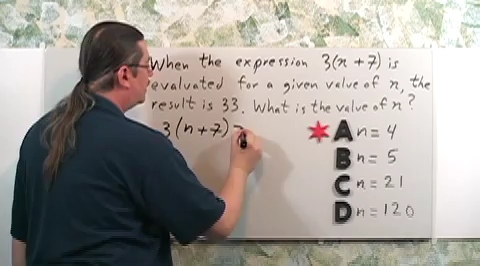 When the expression 3(n + 7) is
evaluated for a given value of n, the
result is 33. What is the value of n?
3(n + 7) =
A n = 4
B n = 5
C n = 21
D n = 120